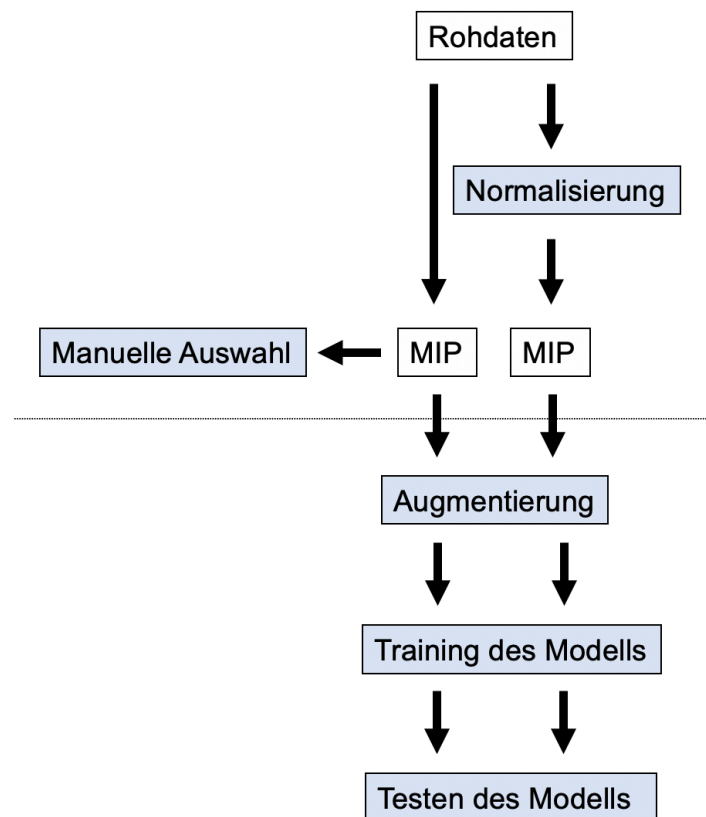 Rohdaten
Normalisierung
Manuelle Auswahl
MIP
MIP
Augmentierung
Training des Modells
Testen des Modells